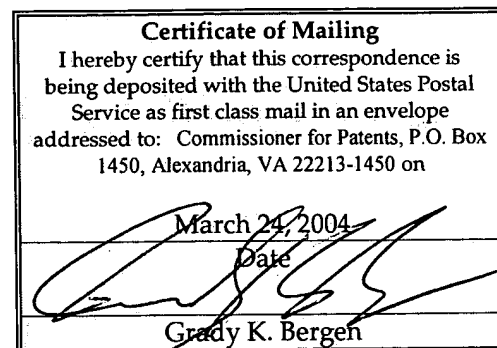 Certificate of Mailing
I hereby certify that this correspondence is
being deposited with the United States Postal
Service as first class mail in an envelope
addressed to: Commissioner for Patents, P.O. Box
1450, Alexandria, VA 22213-1450 on
March 24, 2004
Date
Grady K. Bergen